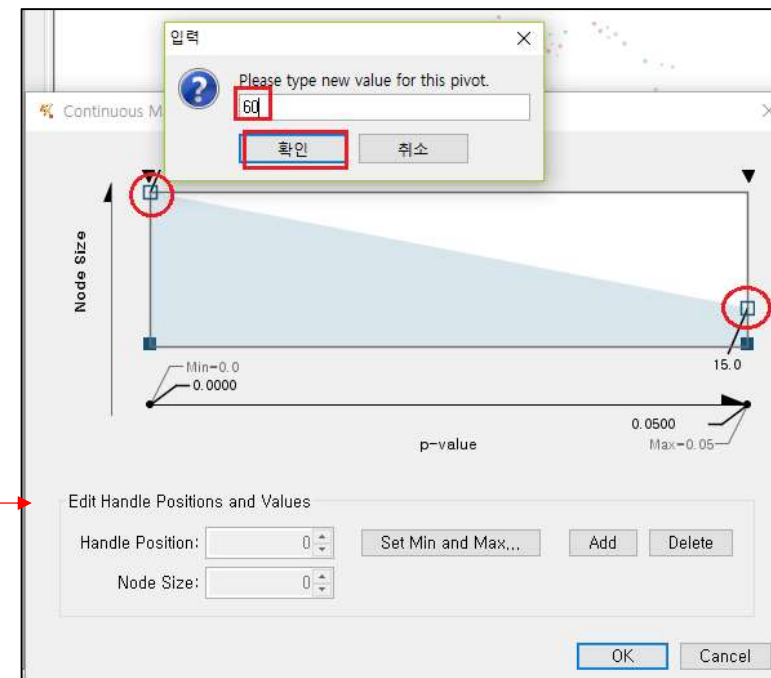 입력
Please type new value for this pivot.
60
확인
취소
Continuous M
Node Size
15.0
Min=0.0
0.0000
0.0500
Max=0.05
p-value
Edit Handle Positions and Values
Handle Position:
0
Set Min and Max...
Add
Delete
Node Size:
0
OK
Cancel